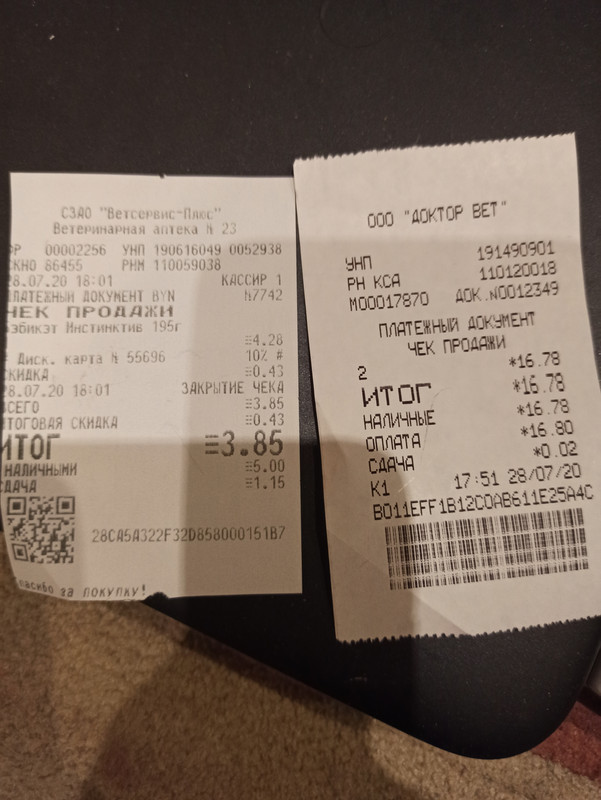 СЗАО "Ветсервис-Плюс"
Ветеринарная аптека № 23
ЭР 00002256 УНП 190616049 0052938
СКНО 86455 РНМ 110059038
28.07.20 18:01 КАССИР 1
ПЛАТЕЖНЫЙ ДОКУМЕНТ BYN №7742
ЧЕК ПРОДАЖИ
Бэбикэт Инстинктив 195г
≡4.28
Диск. карта № 55696 10% #
СКИДКА ≡0.43
28.07.20 18:01 ЗАКРЫТИЕ ЧЕКА
ВСЕГО ≡3.85
ИТОГОВАЯ СКИДКА ≡0.43
ИТОГ ≡3.85
НАЛИЧНЫМИ ≡5.00
СДАЧА ≡1.15
28CA5A322F32D858000151B7
Спасибо за ПОКУПКУ!
ООО "ДОКТОР ВЕТ"
УНП 191490901
РН КСА 110120018
М00017870 ДОК.N0012349
ПЛАТЕЖНЫЙ ДОКУМЕНТ
ЧЕК ПРОДАЖИ
*16.78
2 *16.78
ИТОГ *16.78
НАЛИЧНЫЕ
ОПЛАТА *16.80
СДАЧА *0.02
К1 17:51 28/07/20
B011EFF1B12C0AB611E25A4C